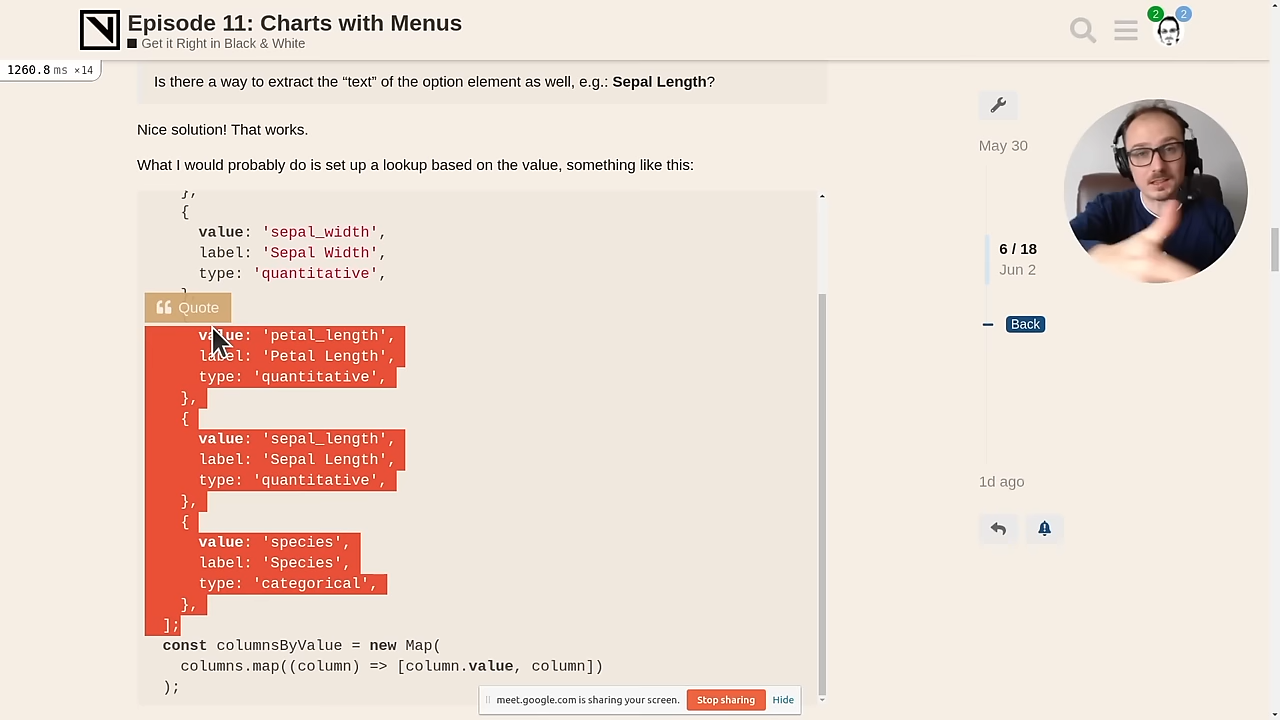 Episode 11: Charts with Menus
Get it Right in Black & White
2
2
1260.8 ms ×14
Is there a way to extract the “text” of the option element as well, e.g.: Sepal Length?
Nice solution! That works.
What I would probably do is set up a lookup based on the value, something like this:
},
{
value: 'sepal_width',
label: 'Sepal Width',
type: 'quantitative',
},
Quote
value: 'petal_length',
label: 'Petal Length',
type: 'quantitative',
},
{
value: 'sepal_length',
label: 'Sepal Length',
type: 'quantitative',
},
{
value: 'species',
label: 'Species',
type: 'categorical',
},
];
const columnsByValue = new Map(
columns.map((column) => [column.value, column])
);
May 30
6 / 18
Jun 2
Back
1d ago
meet.google.com is sharing your screen.
Stop sharing
Hide